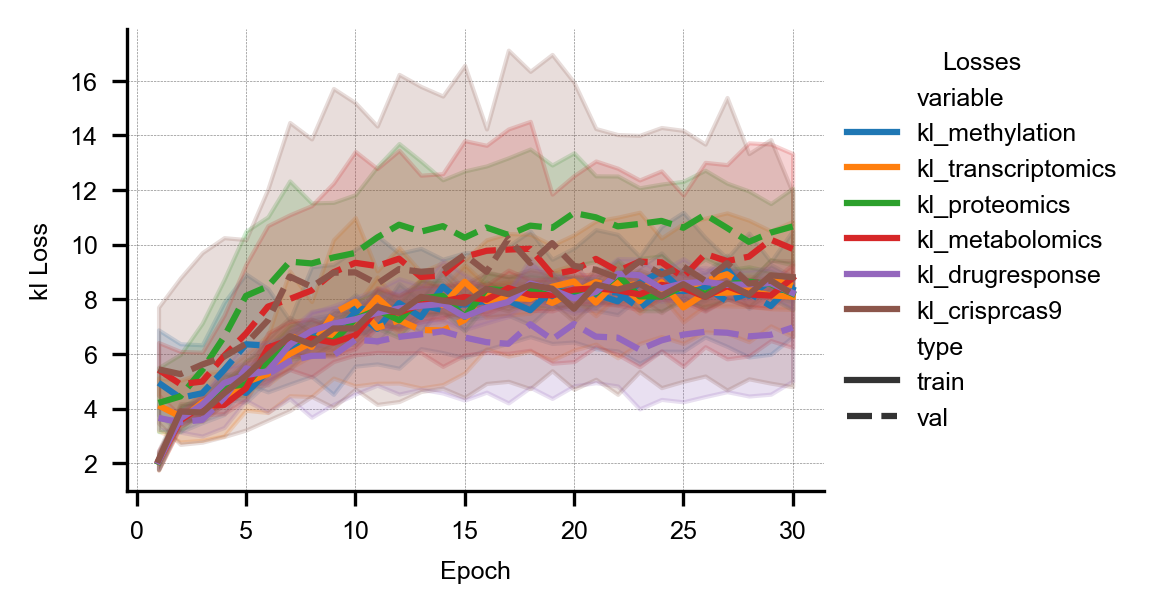 16
14
12
10
8
6
4
2
kl Loss
0 5 10 15 20 25 30
Epoch
Losses
variable
kl_methylation
kl_transcriptomics
kl_proteomics
kl_metabolomics
kl_drugresponse
kl_crisprcas9
type
train
val